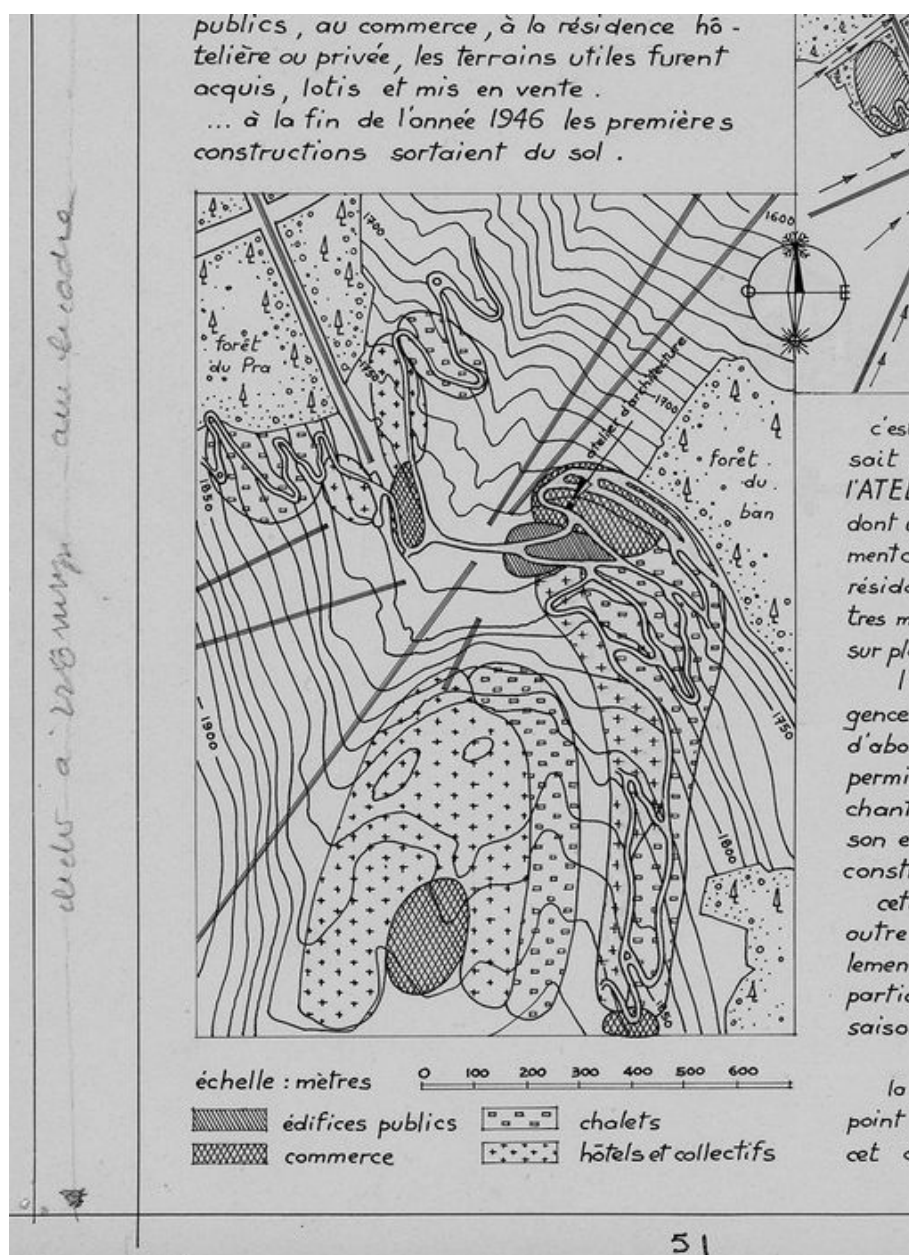 publics, au commerce, à la résidence hô-
telière ou privée, les terrains utiles furent
acquis, lotis et mis en vente.
... à la fin de l'année 1946 les premières
constructions sortaient du sol.
1700
1600
O
E
forêt
du Pra
1750
atelier d'architecture
1700
forêt
du
ban
1850
1900
1750
1800
1850
c'es
sait
l'ATEL
dont
menta
résid
tres m
sur pl
l
gence
d'abo
permi
chant
son e
const
cet
outre
lemen
partic
saiso
la
point
cet
échelle : mètres
0 100 200 300 400 500 600
édifices publics
chalets
commerce
hôtels et collectifs
51